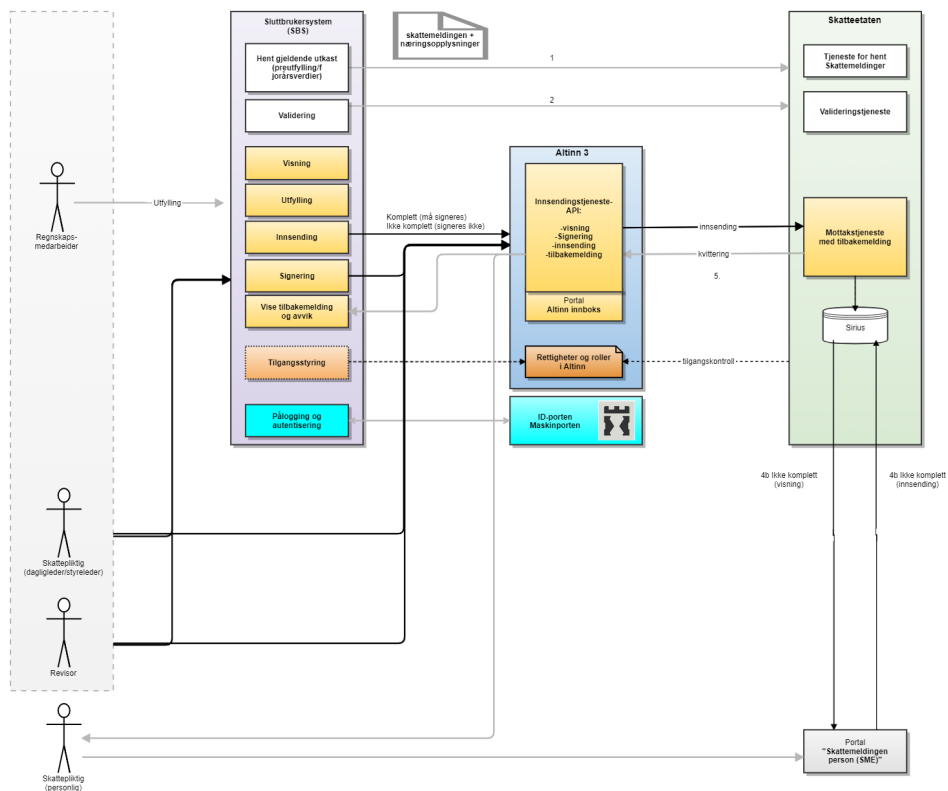 Sluttbrukersystem
(SBS)
skattemeldingen +
næringsopplysninger
Skatteetaten
Hent gjeldende utkast
(preutfylling/f
jorårsverdier)
1
Tjeneste for hent
Skattemeldinger
Validering
2
Valideringstjeneste
Visning
Altinn 3
Utfylling
Utfylling
Regnskaps-
medarbeider
Innsending
Komplett (må signeres)
Ikke komplett (signeres ikke)
Innsendingstjeneste-
API:
-visning
-Signering
-innsending
-tilbakemelding
innsending
Mottakstjeneste
med tilbakemelding
kvittering
5.
Signering
Vise tilbakemelding
og avvik
Portal
Altinn innboks
Sirius
Tilgangsstyring
Rettigheter og roller
i Altinn
tilgangskontroll
Pålogging og
autentisering
ID-porten
Maskinporten
4b Ikke komplett
(visning)
4b Ikke komplett
(innsending)
Skattepliktig
(dagligleder/styreleder)
Revisor
Skattepliktig
(personlig)
Portal
"Skattemeldingen
person (SME)"